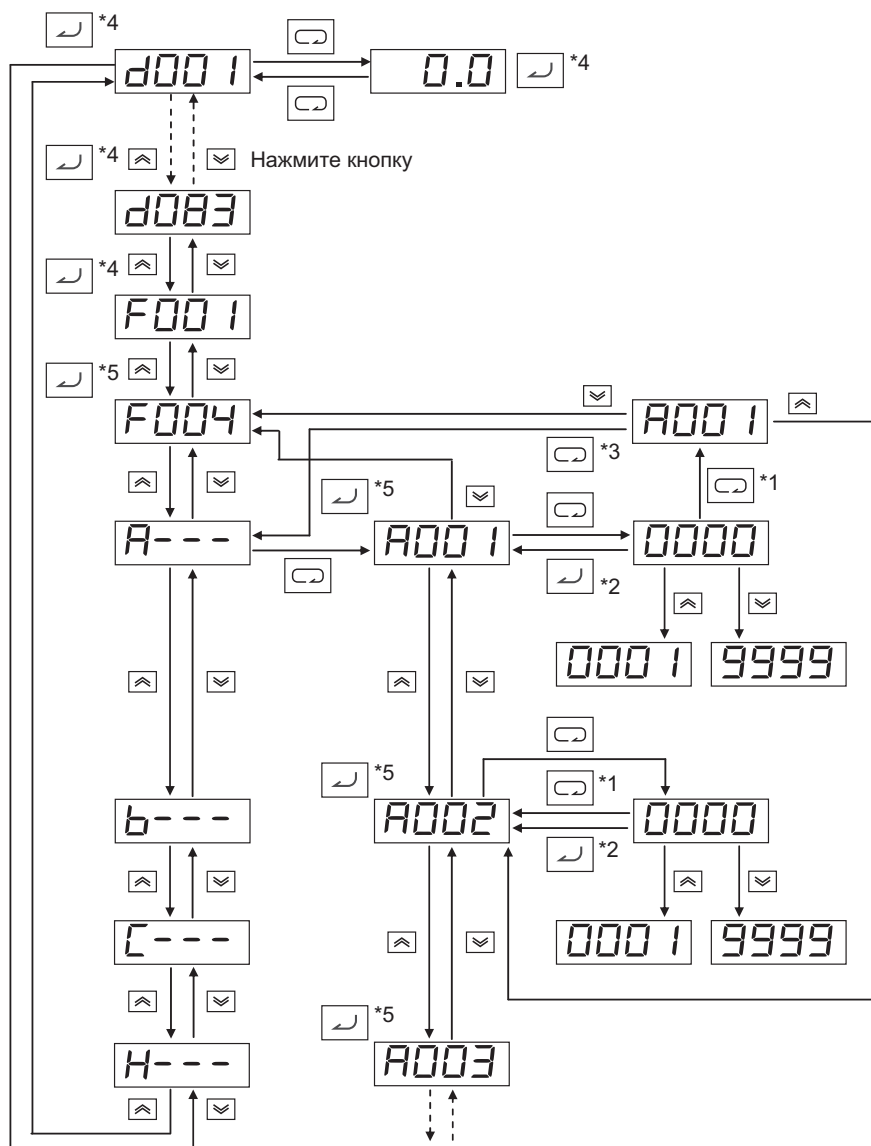 *4
d001
0.0
*4
*4
Нажмите кнопку
d083
*4
F001
*5
F004
A001
*3
*1
*5
A---
A001
0000
*2
0001
9999
*5
*1
b---
A002
0000
*2
C---
0001
9999
*5
H---
A003